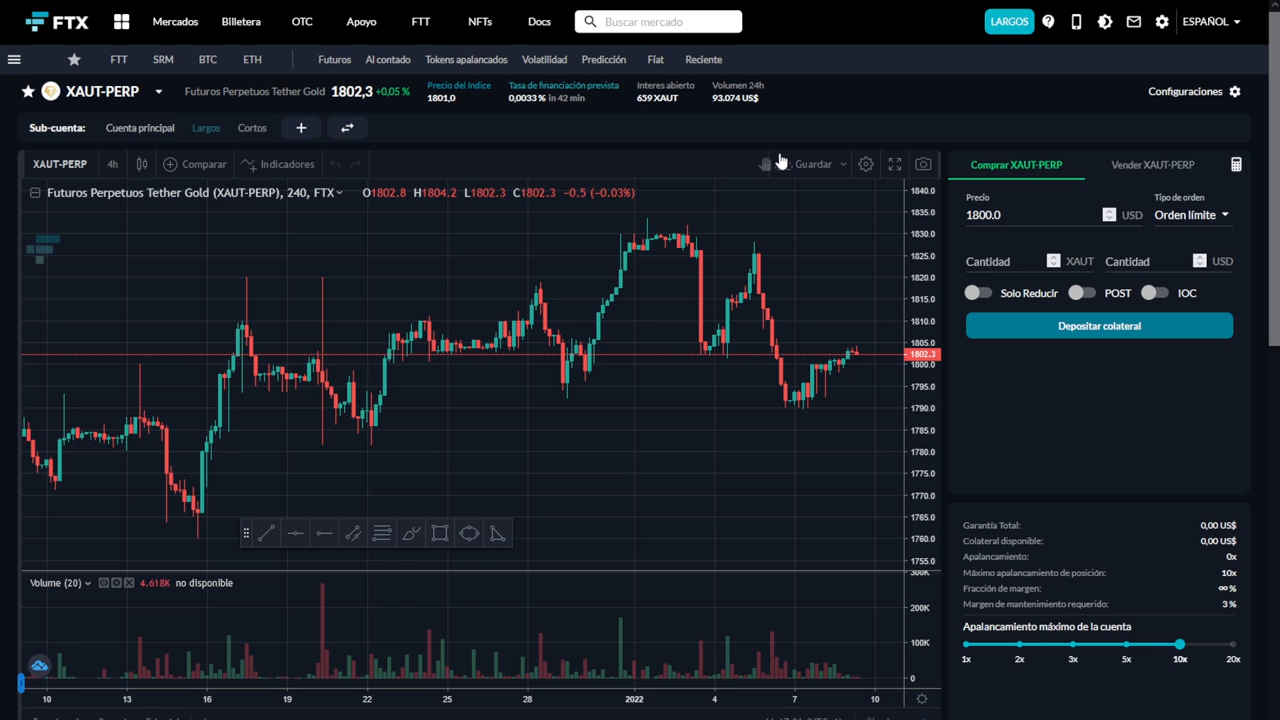 FTX Mercados Billetera OTC Apoyo FTT NFTs Docs Buscar mercado LARGOS ESPAÑOL
FTT SRM BTC ETH Futuros Al contado Tokens apalancados Volatilidad Predicción Fiat Reciente
XAUT-PERP Futuros Perpetuos Tether Gold 1802,3 +0,05 %
Precio del Indice
1801,0
Tasa de financiación prevista
0,0033 % in 42 min
Interes abierto
659 XAUT
Volumen 24h
93.074 US$
Configuraciones
Sub-cuenta: Cuenta principal Largos Cortos
XAUT-PERP 4h Comparar Indicadores Guardar
Futuros Perpetuos Tether Gold (XAUT-PERP), 240, FTX O1802.8 H1804.2 L1802.3 C1802.3 −0.5 (−0.03%)
1840.0
1835.0
1830.0
1825.0
1820.0
1815.0
1810.0
1805.0
1802.3
1800.0
1795.0
1790.0
1785.0
1780.0
1775.0
1770.0
1765.0
1760.0
1755.0
Volume (20) 4.618K no disponible
300K
200K
100K
0
10 13 16 19 22 25 28 2022 4 7 10
Comprar XAUT-PERP Vender XAUT-PERP
Precio
1800.0 USD
Tipo de orden
Orden límite
Cantidad XAUT Cantidad USD
Solo Reducir POST IOC
Depositar colateral
Garantía Total: 0,00 US$
Colateral disponible: 0,00 US$
Apalancamiento: 0x
Máximo apalancamiento de posición: 10x
Fracción de margen: ∞ %
Margen de mantenimiento requerido: 3 %
Apalancamiento máximo de la cuenta
1x 2x 3x 5x 10x 20x